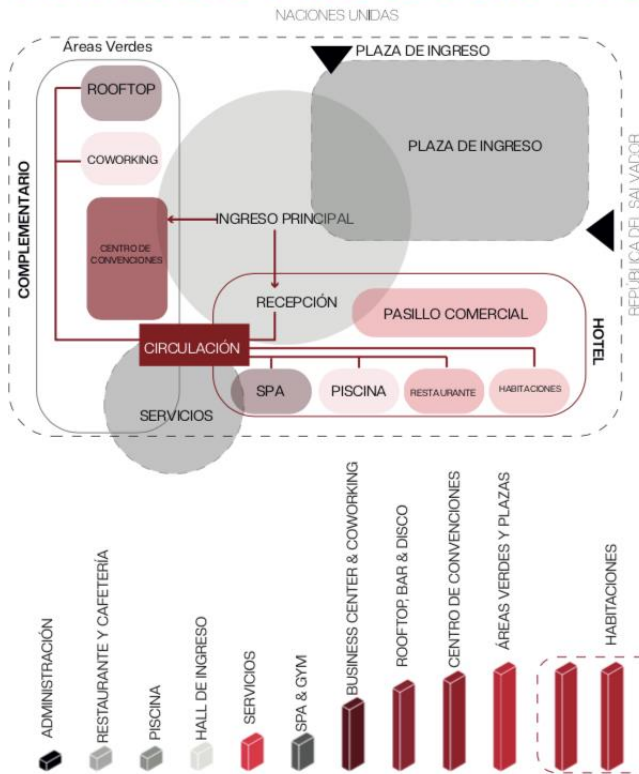 NACIONES UNIDAS
Áreas Verdes
PLAZA DE INGRESO
ROOFTOP
COWORKING
PLAZA DE INGRESO
REPÚBLICA DEL SALVADOR
COMPLEMENTARIO
INGRESO PRINCIPAL
CENTRO DE
CONVENCIONES
RECEPCIÓN
PASILLO COMERCIAL
HOTEL
CIRCULACIÓN
SPA
PISCINA
RESTAURANTE
HABITACIONES
SERVICIOS
ADMINISTRACIÓN
RESTAURANTE Y CAFETERÍA
PISCINA
HALL DE INGRESO
SERVICIOS
SPA & GYM
BUSINESS CENTER & COWORKING
ROOFTOP, BAR & DISCO
CENTRO DE CONVENCIONES
ÁREAS VERDES Y PLAZAS
HABITACIONES